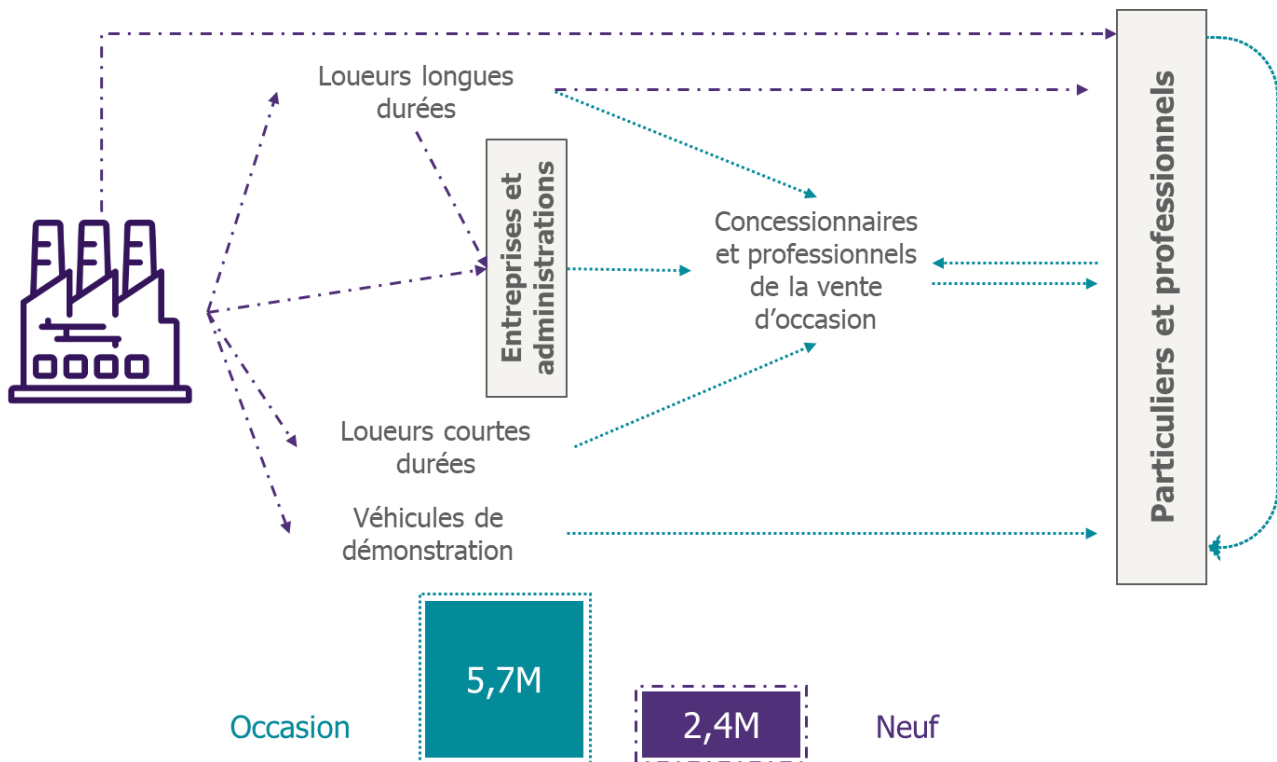 Loueurs longues
durées
Entreprises et
administrations
Concessionnaires
et professionnels
de la vente
d’occasion
Particuliers et professionnels
Loueurs courtes
durées
Véhicules de
démonstration
Occasion
5,7M
2,4M
Neuf